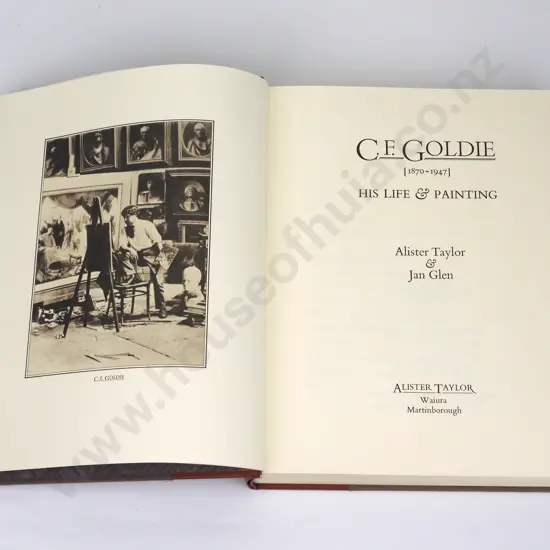 C.F. GOLDIE
C. F. GOLDIE
[1870-1947]
HIS LIFE & PAINTING
Alister Taylor
&
Jan Glen
ALISTER TAYLOR
Waiura
Martinborough
www.houseofhuia.co.nz